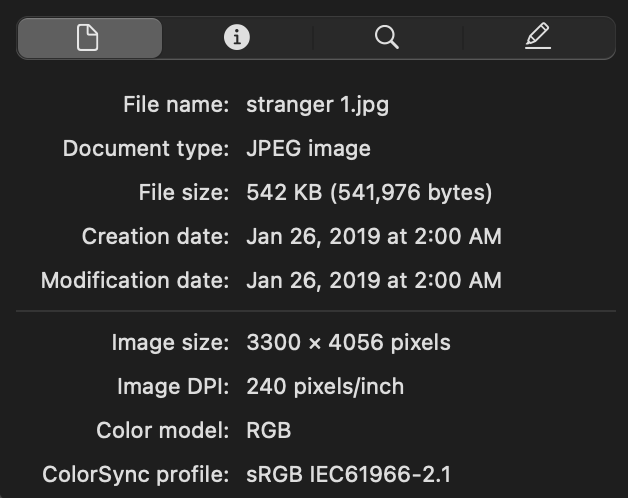 File name: stranger 1.jpg
Document type: JPEG image
File size: 542 KB (541,976 bytes)
Creation date: Jan 26, 2019 at 2:00 AM
Modification date: Jan 26, 2019 at 2:00 AM
Image size: 3300 × 4056 pixels
Image DPI: 240 pixels/inch
Color model: RGB
ColorSync profile: sRGB IEC61966-2.1